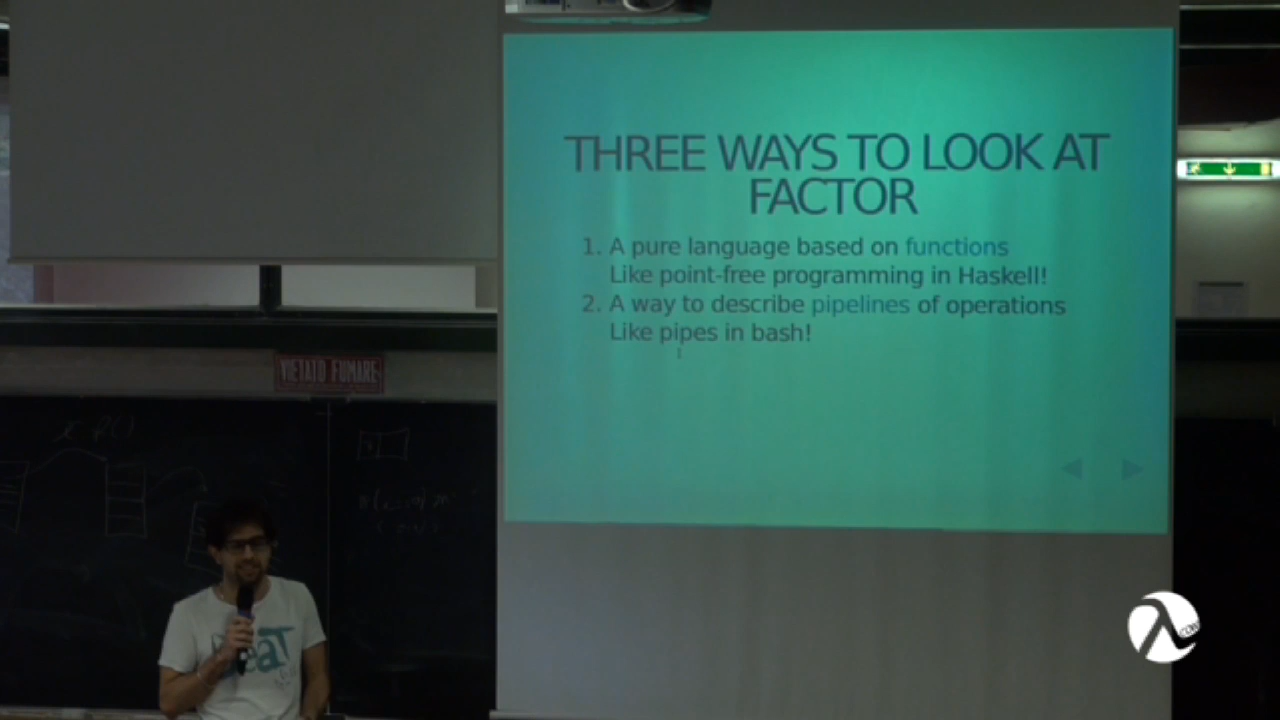 THREE WAYS TO LOOK AT
FACTOR
1. A pure language based on functions
Like point-free programming in Haskell!
2. A way to describe pipelines of operations
Like pipes in bash!
VIETATO FUMARE